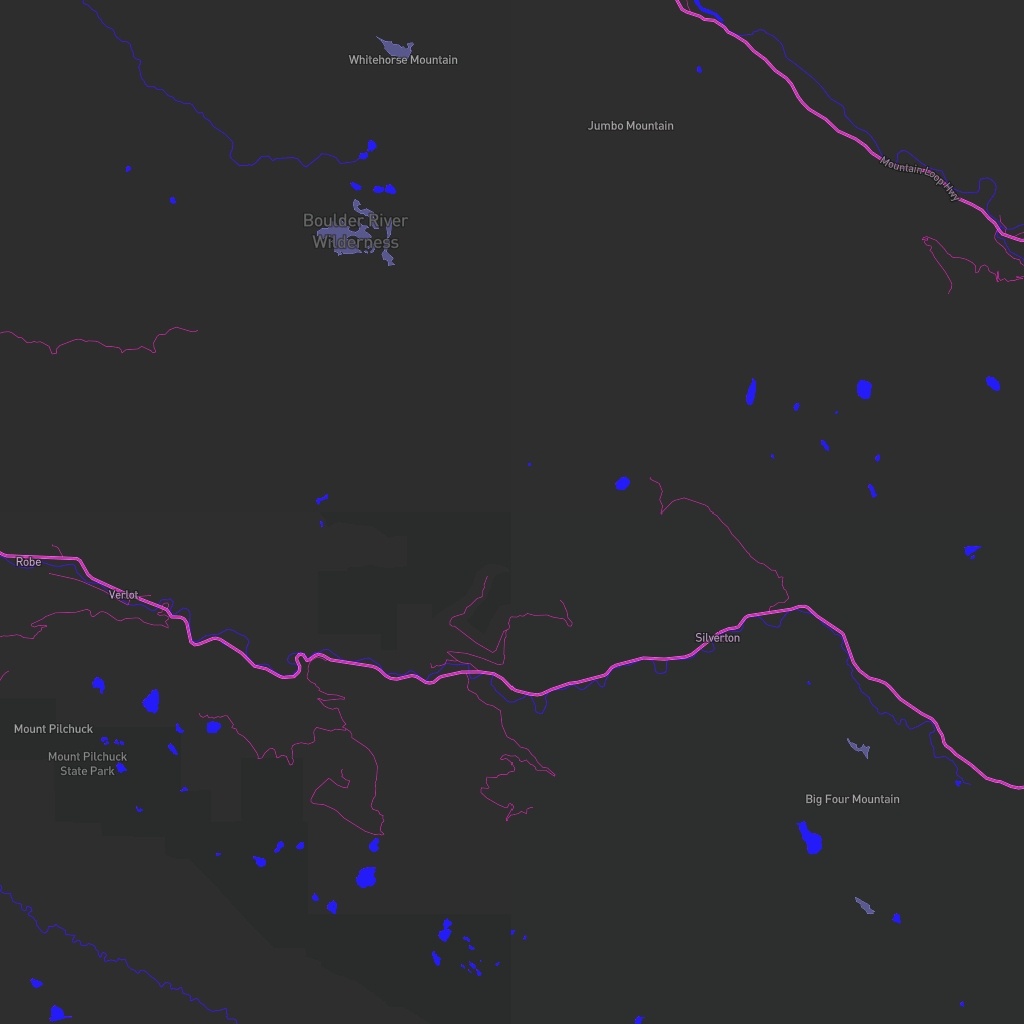 Whitehorse Mountain
Jumbo Mountain
Mountain Loop Hwy
Boulder River
Wilderness
Robe
Verlot
Silverton
Mount Pilchuck
Mount Pilchuck
State Park
Big Four Mountain